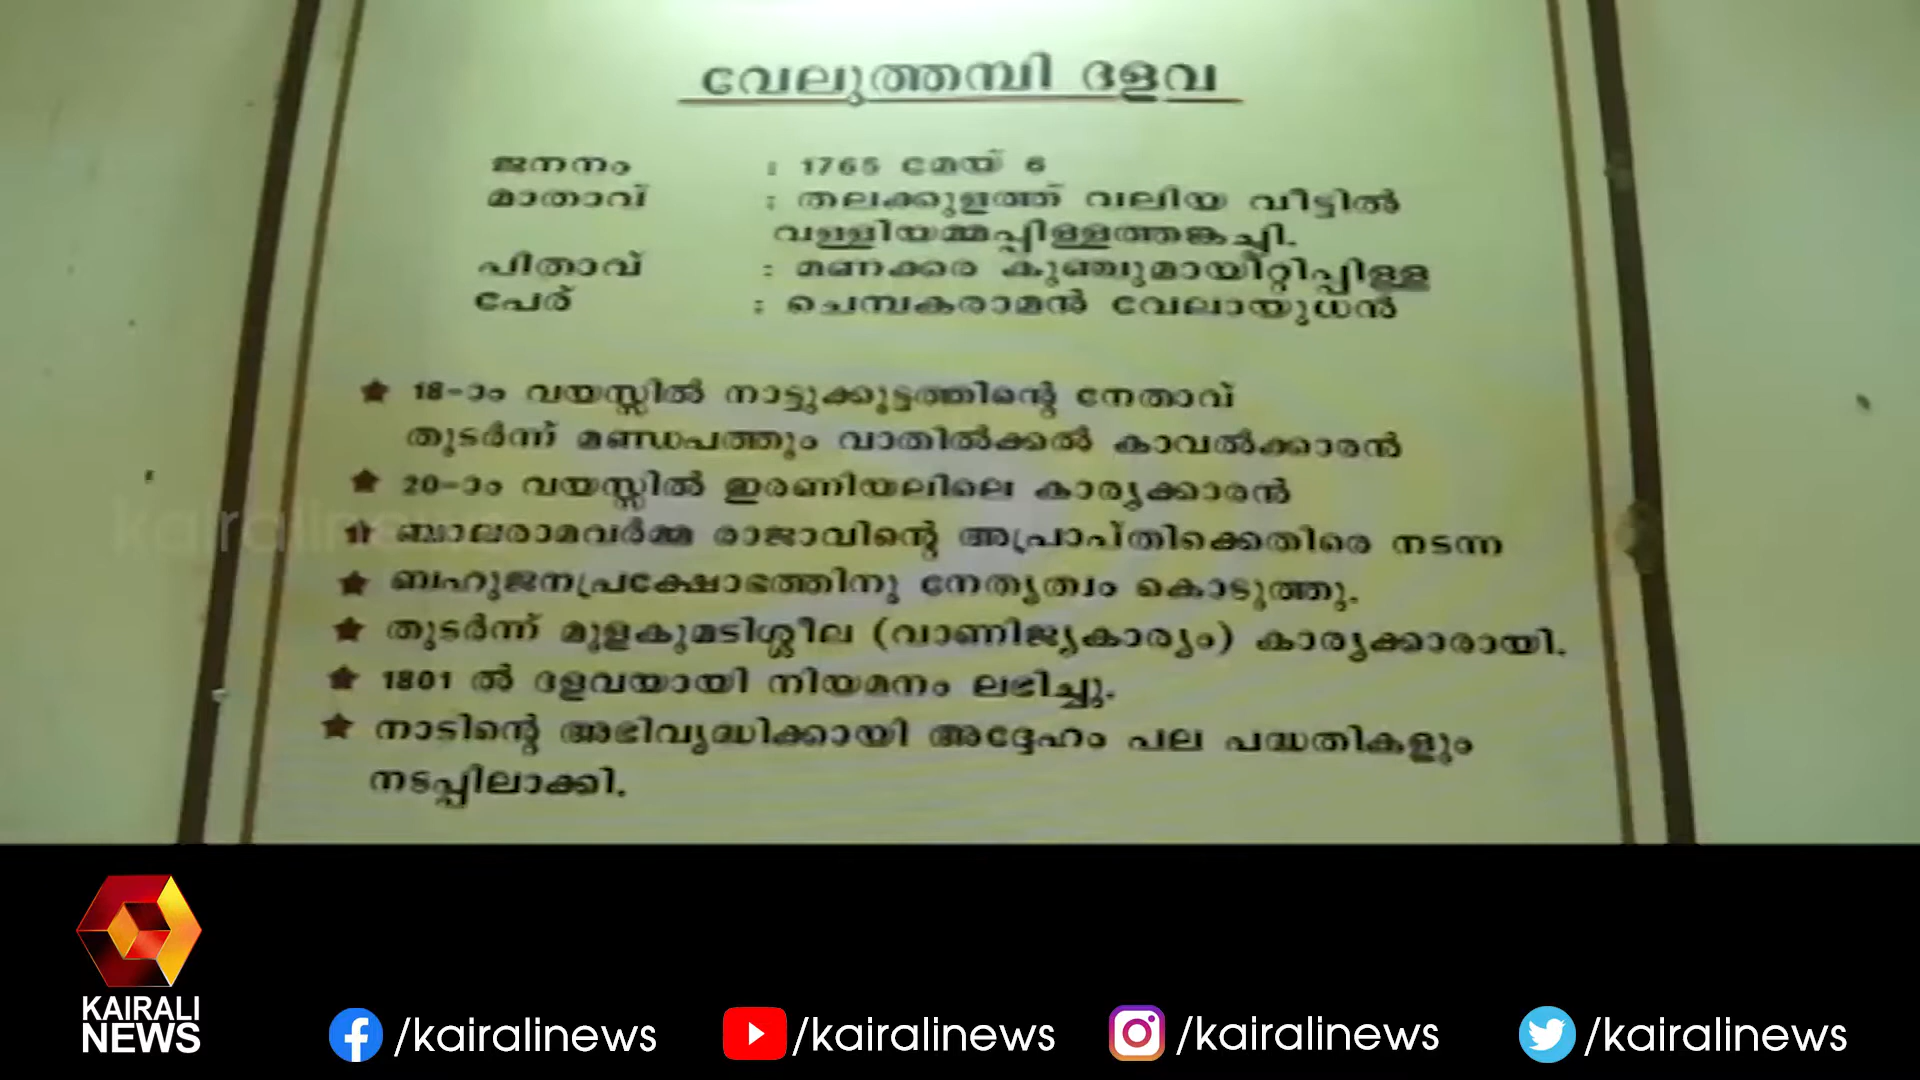 വേലുത്തമ്പി ദളവ
ജനനം : 1765 മേയ് 6
മാതാവ് : തലക്കുളത്ത് വലിയ വീട്ടിൽ
വള്ളിയമ്മപ്പിള്ളത്തങ്കച്ചി.
പിതാവ് : മണക്കര കുഞ്ചുമായിറ്റിപ്പിള്ള
പേര് : ചെമ്പകരാമൻ വേലായുധൻ
★ 18-ാം വയസ്സിൽ നാട്ടുക്കൂട്ടത്തിന്റെ നേതാവ്
തുടർന്ന് മണ്ഡപത്തും വാതിൽക്കൽ കാവൽക്കാരൻ
★ 20-ാം വയസ്സിൽ ഇരണിയലിലെ കാര്യക്കാരൻ
★ ബാലരാമവർമ്മ രാജാവിന്റെ അപ്രാപ്തിക്കെതിരെ നടന്ന
★ ബഹുജനപ്രക്ഷോഭത്തിനു നേതൃത്വം കൊടുത്തു.
★ തുടർന്ന് മുളകുമടിശ്ശീല (വാണിജ്യകാര്യം) കാര്യക്കാരായി.
★ 1801 ൽ ദളവയായി നിയമനം ലഭിച്ചു.
★ നാടിന്റെ അഭിവൃദ്ധിക്കായി അദ്ദേഹം പല പദ്ധതികളും
നടപ്പിലാക്കി.
kairalinews
KAIRALI
NEWS
/kairalinews /kairalinews /kairalinews /kairalinews